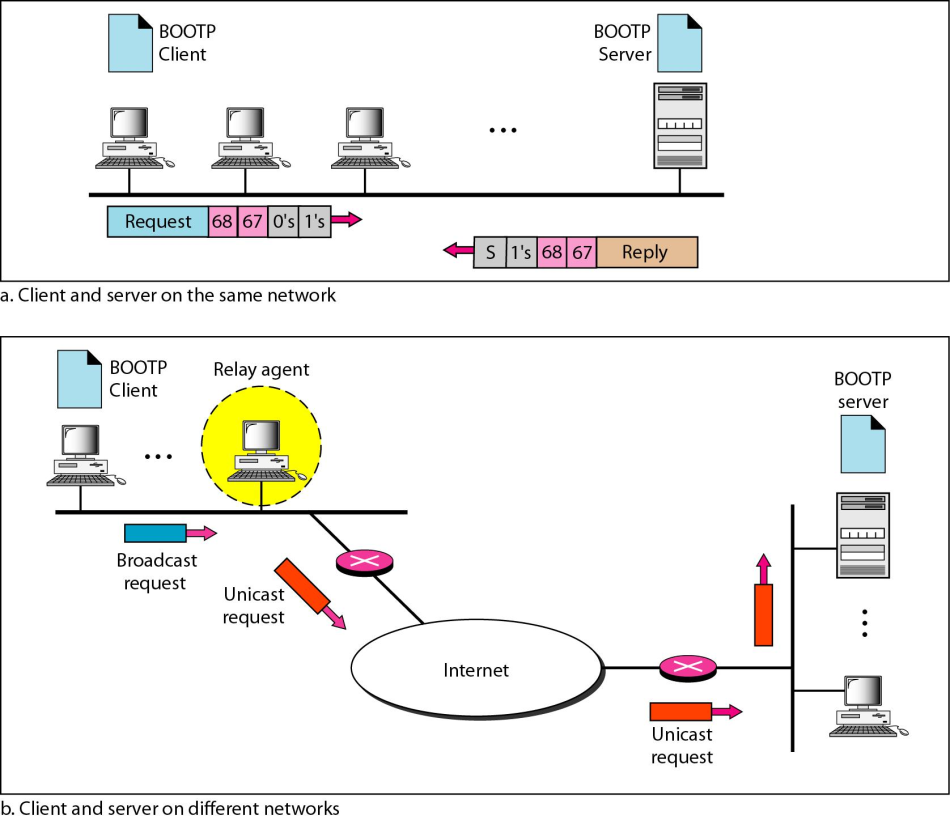 BOOTP
Client
BOOTP
Server
...
Request 68 67 0's 1's
S 1's 68 67 Reply
a. Client and server on the same network
BOOTP
Client
Relay agent
BOOTP
server
...
Broadcast
request
Unicast
request
Internet
Unicast
request
b. Client and server on different networks